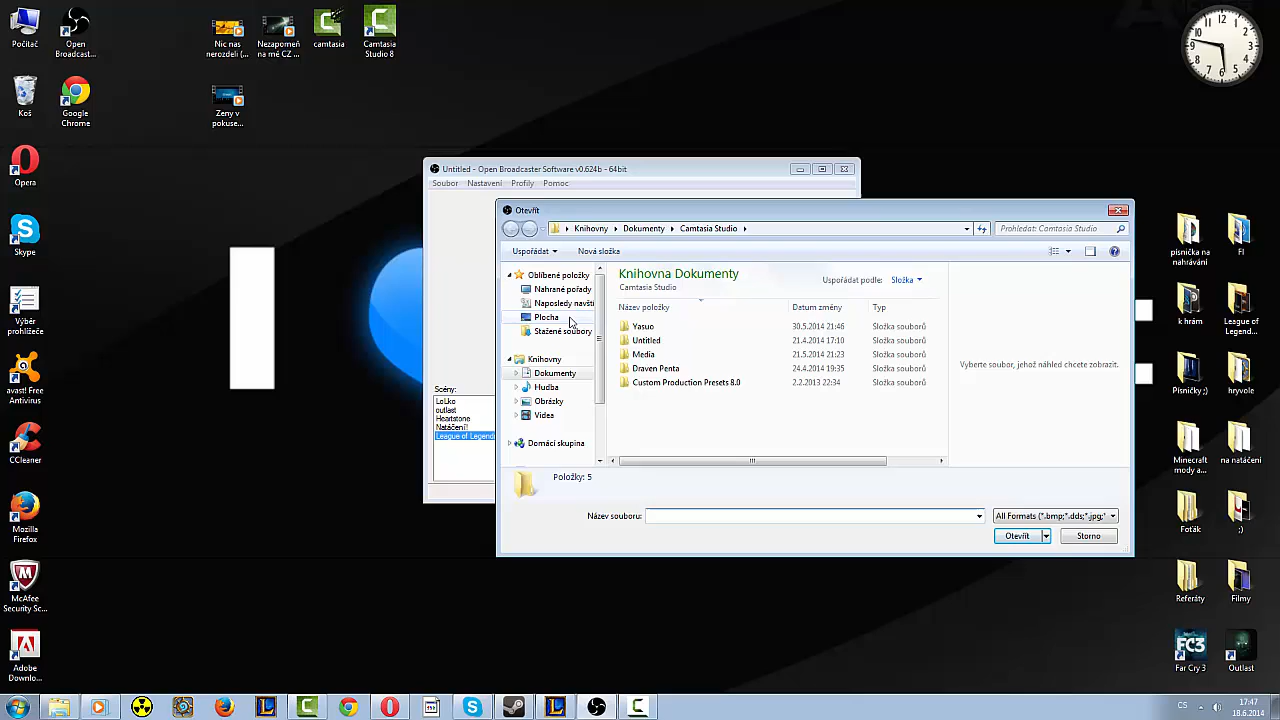 Počítač
Open
Broadcast...
Nic nas
nerozdeli (...
Nezapomeň
na mé CZ ...
camtasia
Camtasia
Studio 8
Koš
Google
Chrome
Zeny v
pokuse...
Opera
Skype
Výběr
prohlížeče
avast! Free
Antivirus
CCleaner
Mozilla
Firefox
McAfee
Security Sc...
Adobe
Downlo...
Untitled - Open Broadcaster Software v0.624b - 64bit
Soubor
Nastavení
Profily
Pomoc
Scény:
LoLko
outlast
Heartstone
Natáčení!
League of Legend
Otevřít
Knihovny
Dokumenty
Camtasia Studio
Prohledat: Camtasia Studio
Uspořádat
Nová složka
Oblíbené položky
Nahrané pořady
Naposledy navští
Plocha
Stažené soubory
Knihovny
Dokumenty
Hudba
Obrázky
Videa
Domácí skupina
Knihovna Dokumenty
Camtasia Studio
Uspořádat podle:
Složka
Název položky
Datum změny
Typ
Yasuo
30.5.2014 21:46
Složka souborů
Untitled
21.4.2014 17:10
Složka souborů
Media
21.5.2014 21:23
Složka souborů
Draven Penta
24.4.2014 19:35
Složka souborů
Custom Production Presets 8.0
2.2.2013 22:34
Složka souborů
Vyberte soubor, jehož náhled chcete zobrazit.
Položky: 5
Název souboru:
All Formats (*.bmp;*.dds;*.jpg;*
Otevřít
Storno
písnička na
nahrávání
FI
k hrám
League of
Legend...
Písničky ;)
hryvole
Minecraft
mody a...
na natáčení
Foťák
;)
Referáty
Filmy
Far Cry 3
Outlast
FC3
CS
17:47
18.6.2014